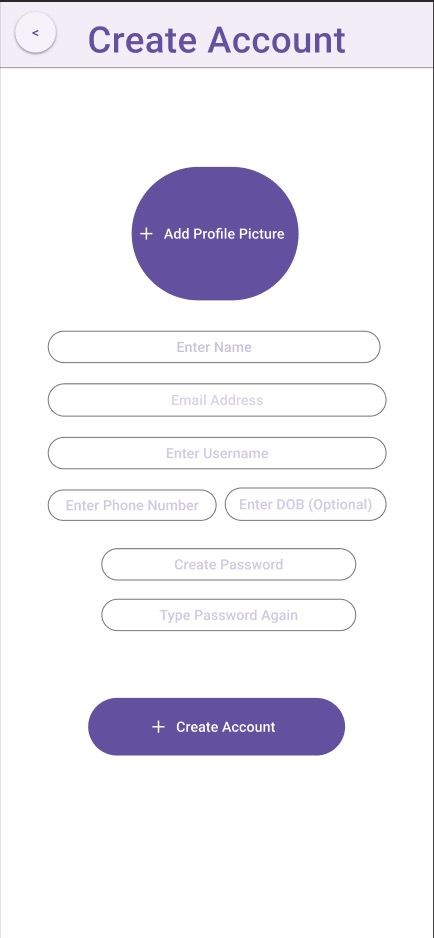 <
Create Account
+ Add Profile Picture
Enter Name
Email Address
Enter Username
Enter Phone Number
Enter DOB (Optional)
Create Password
Type Password Again
+ Create Account